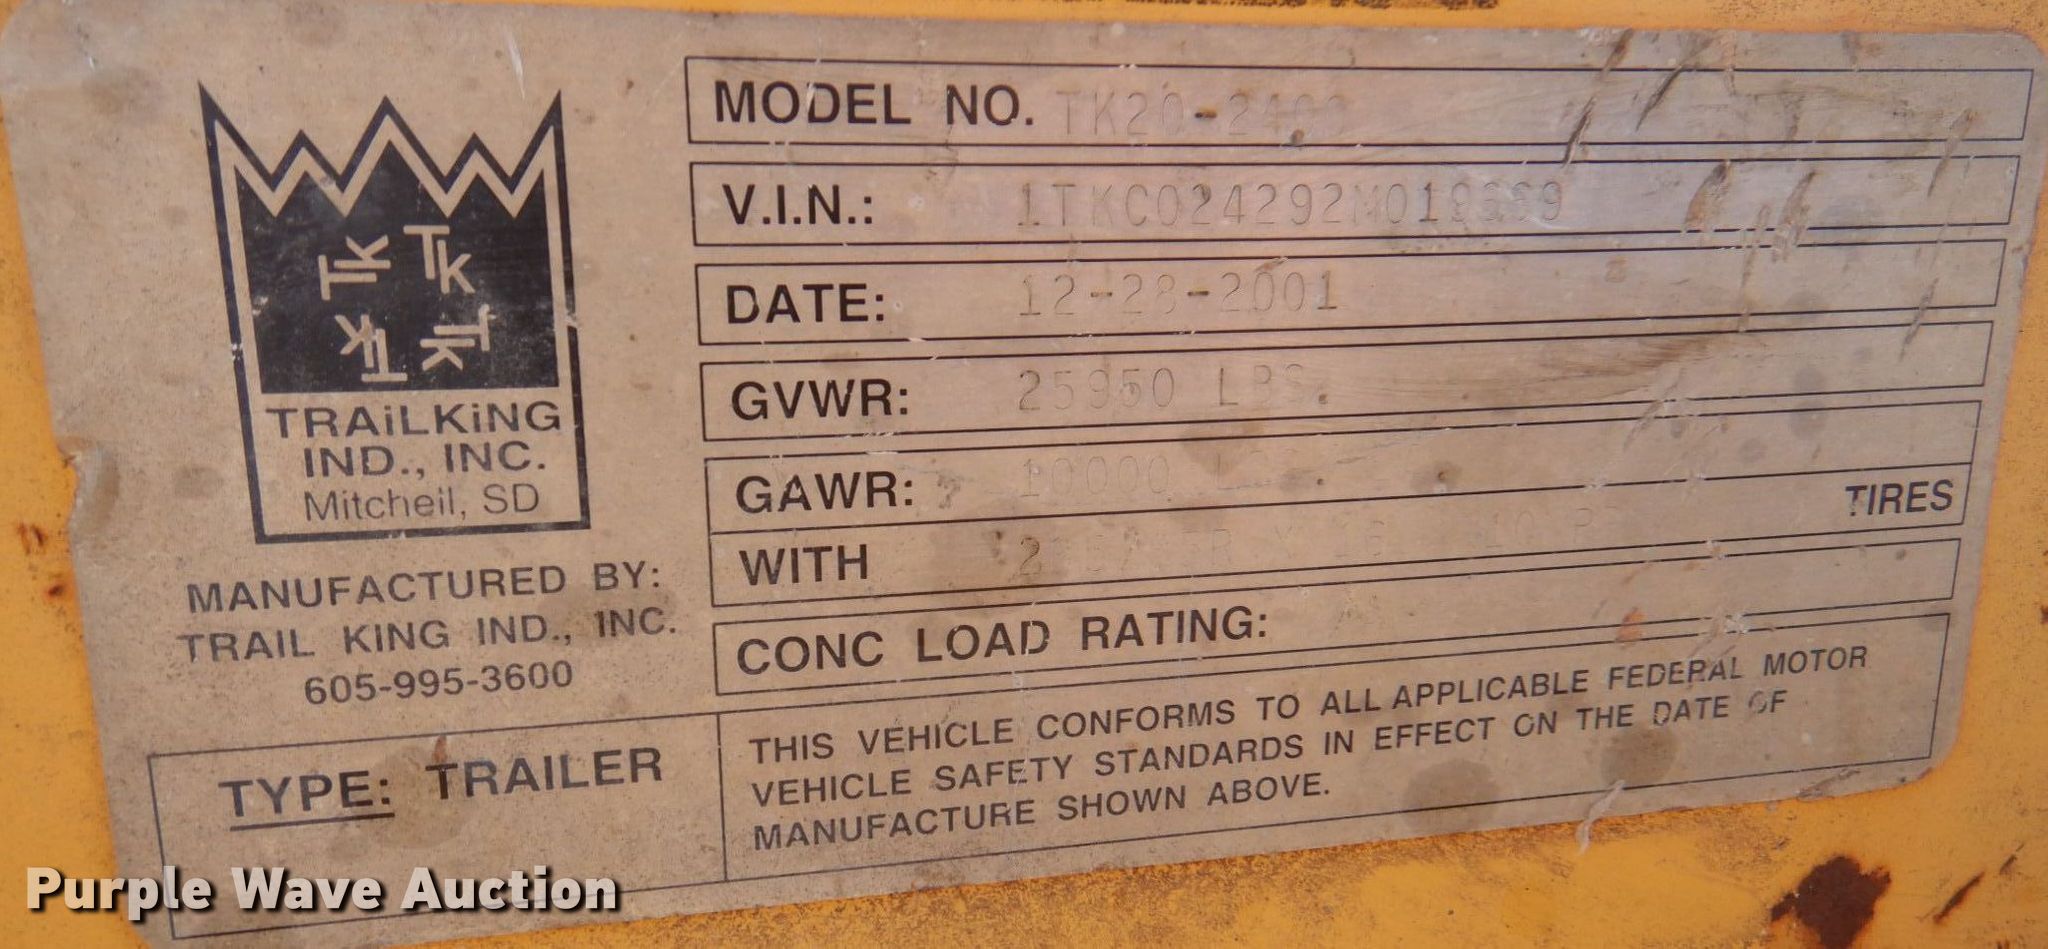 MODEL NO. TK20-2400
V.I.N.: 
DATE: 12-28-2001
GVWR: 25950 LBS.
GAWR: 10000
WITH TIRES
CONC LOAD RATING:
TK TK TK TK
TRAiLKiNG
IND., INC.
Mitchell, SD
MANUFACTURED BY:
TRAIL KING IND., INC.
605-995-3600
TYPE: TRAILER
THIS VEHICLE CONFORMS TO ALL APPLICABLE FEDERAL MOTOR
VEHICLE SAFETY STANDARDS IN EFFECT ON THE DATE OF
MANUFACTURE SHOWN ABOVE.
Purple Wave Auction